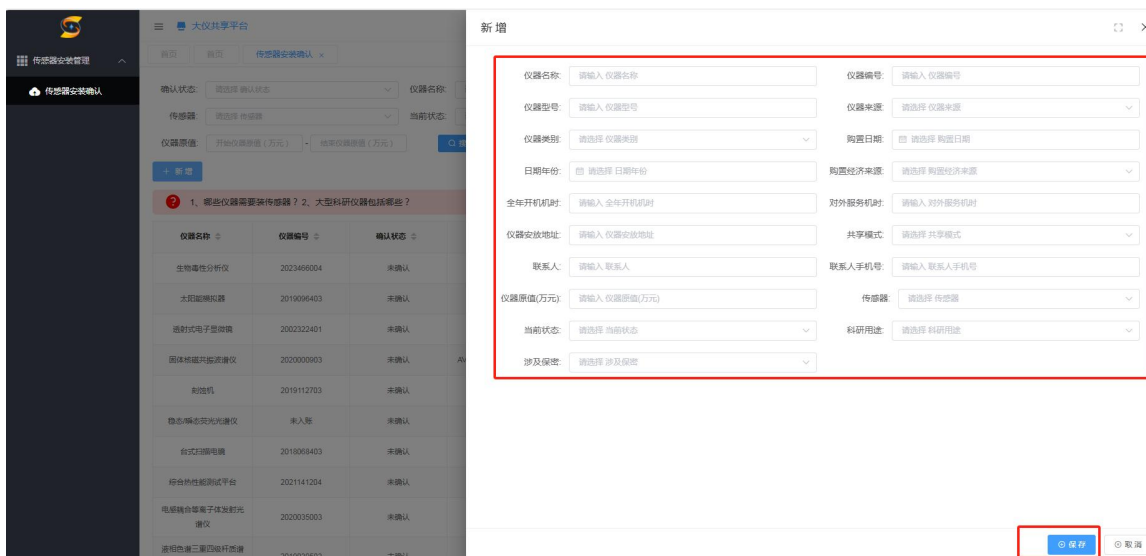 大仪共享平台
新增
传感器安装管理
首页 首页 传感器安装确认 ×
传感器安装确认
确认状态: 请选择 确认状态 仪器名称:
传感器: 请选择 传感器 当前状态:
仪器原值: 开始仪器原值(万元) - 结束仪器原值(万元)
+ 新增
1、哪些仪器需要装传感器?2、大型科研仪器包括哪些?
仪器名称 仪器编号 确认状态
生物毒性分析仪 2023466004 未确认
太阳能模拟器 2019096403 未确认
透射式电子显微镜 2002322401 未确认
固体核磁共振波谱仪 2020000903 未确认
刻蚀机 2019112703 未确认
稳态/瞬态荧光光谱仪 未入账 未确认
台式扫描电镜 2018068403 未确认
综合热性能测试平台 2021141204 未确认
电感耦合等离子体发射光谱仪 2020035003 未确认
液相色谱三重四级杆质谱
仪器名称: 请输入 仪器名称 仪器编号: 请输入 仪器编号
仪器型号: 请输入 仪器型号 仪器来源: 请选择 仪器来源
仪器类别: 请选择 仪器类别 购置日期: 请选择 购置日期
日期年份: 请选择 日期年份 购置经济来源: 请选择 购置经济来源
全年开机机时: 请输入 全年开机机时 对外服务机时: 请输入 对外服务机时
仪器安放地址: 请输入 仪器安放地址 共享模式: 请选择 共享模式
联系人: 请输入 联系人 联系人手机号: 请输入 联系人手机号
仪器原值(万元): 请输入 仪器原值(万元) 传感器: 请选择 传感器
当前状态: 请选择 当前状态 科研用途: 请选择 科研用途
涉及保密: 请选择 涉及保密
保存 取消